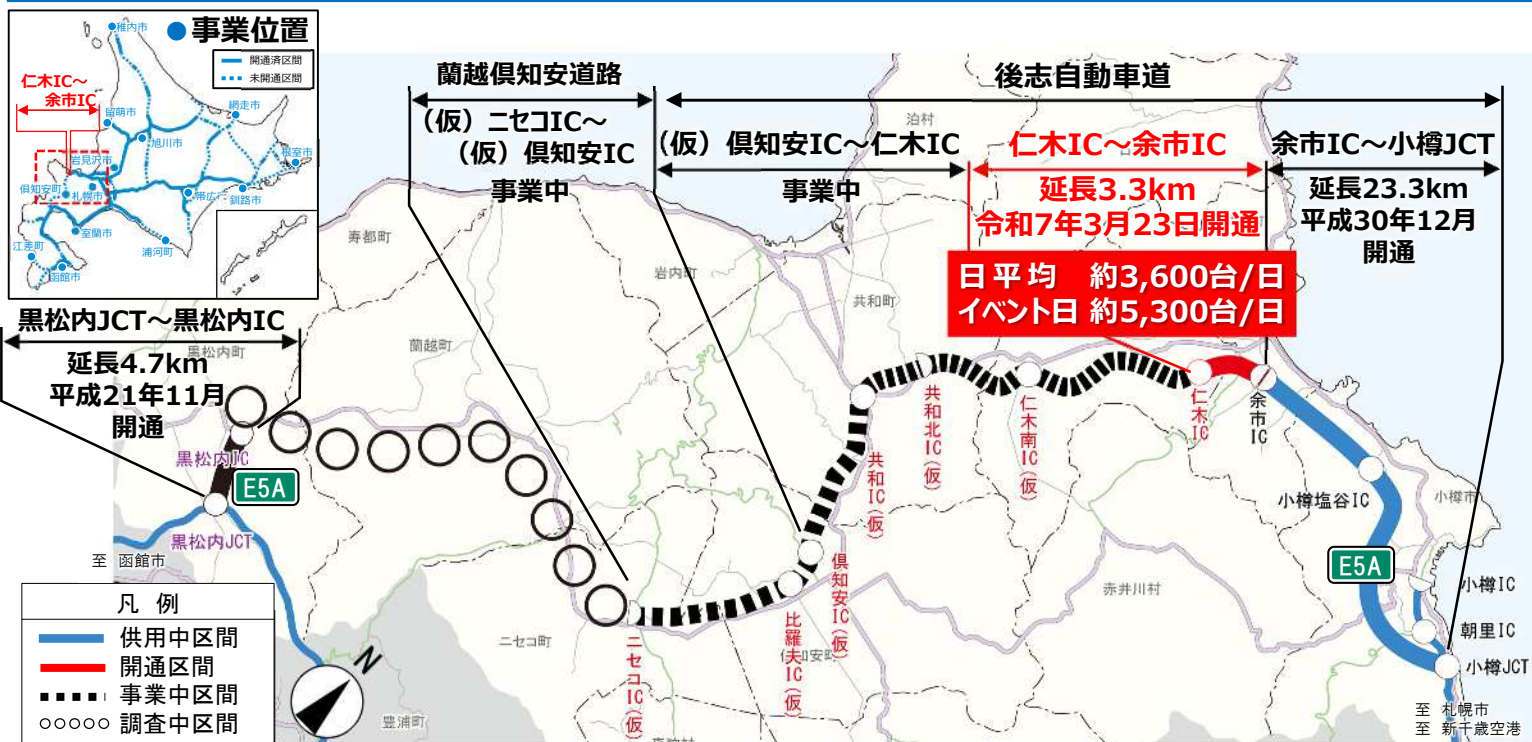 事業位置
開通済区間
未開通区間
仁木IC～
余市IC
稚内市
留萌市
旭川市
網走市
根室市
岩見沢市
倶知安町
札幌市
帯広市
釧路市
室蘭市
浦河町
江差町
函館市
蘭越倶知安道路
(仮) ニセコIC～
(仮) 倶知安IC
事業中
後志自動車道
(仮) 倶知安IC～仁木IC
事業中
仁木IC～余市IC
延長3.3km
令和7年3月23日開通
余市IC～小樽JCT
延長23.3km
平成30年12月
開通
日平均 約3,600台/日
イベント日 約5,300台/日
黒松内JCT～黒松内IC
延長4.7km
平成21年11月
開通
泊村
寿都町
岩内町
共和町
黒松内町
蘭越町
黒松内IC
E5A
黒松内JCT
至 函館市
ニセコIC(仮)
比羅夫IC(仮)
倶知安IC(仮)
共和IC(仮)
共和北IC(仮)
仁木南IC(仮)
仁木IC
余市IC
小樽塩谷IC
小樽市
E5A
小樽IC
朝里IC
小樽JCT
赤井川村
ニセコ町
倶知安町
豊浦町
至 札幌市
至 新千歳空港
N
凡 例
供用中区間
開通区間
事業中区間
調査中区間